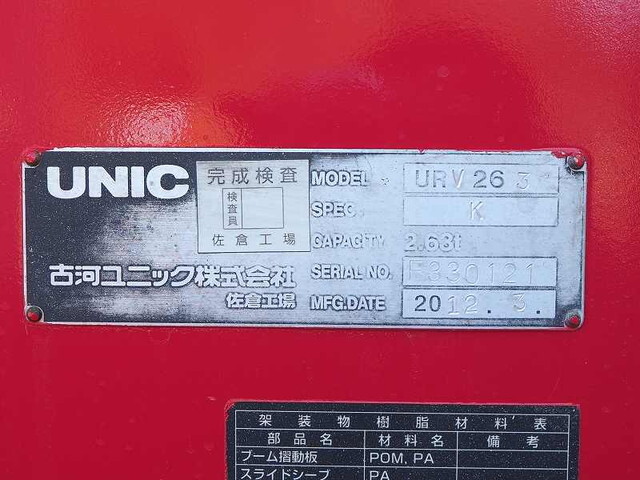 UNIC
完成検査
検査員
佐倉工場
古河ユニック株式会社
佐倉工場
MODEL URV263
SPEC. K
CAPACITY 2.63t
SERIAL NO. E330121
MFG.DATE 2012.3.
架装物樹脂材料表
部品名 材料名 備考
ブーム摺動板 POM, PA
スライドシーブ PA